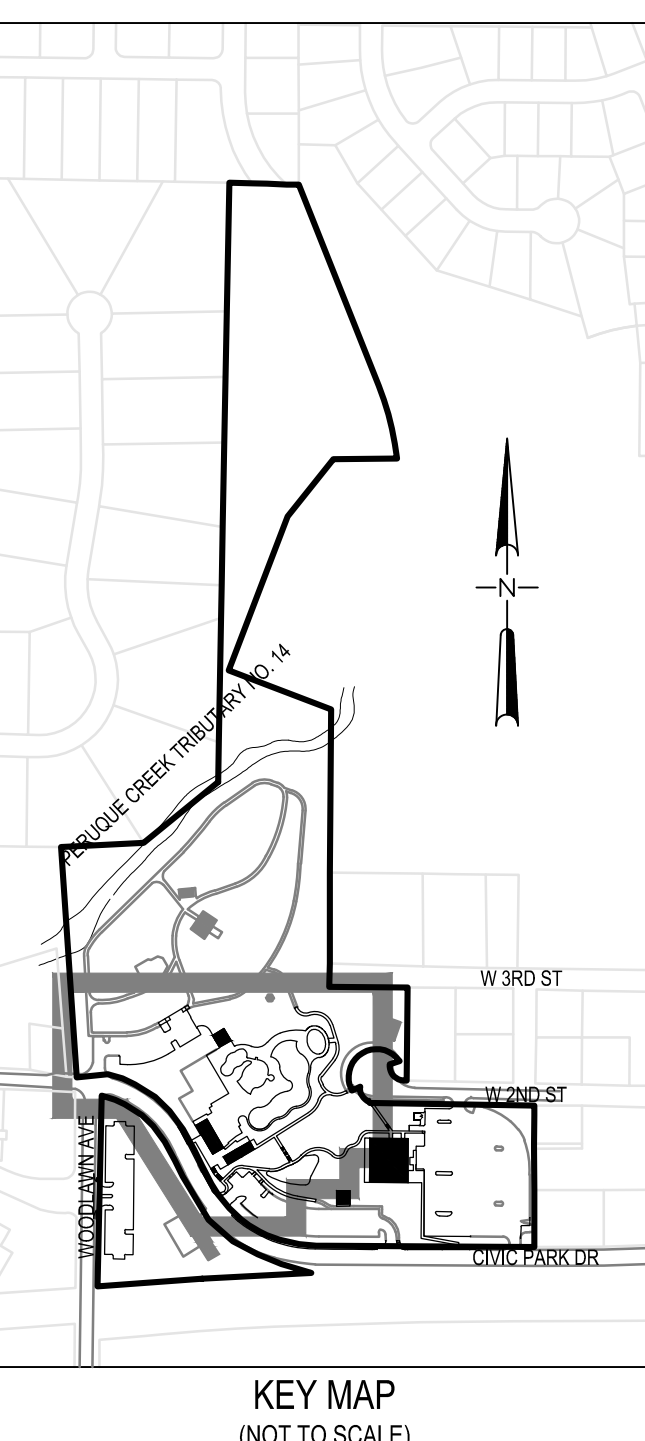 N
PERUQUE CREEK TRIBUTARY NO. 14
W 3RD ST
W 2ND ST
WOODLAWN AVE
CIVIC PARK DR
KEY MAP
(NOT TO SCALE)